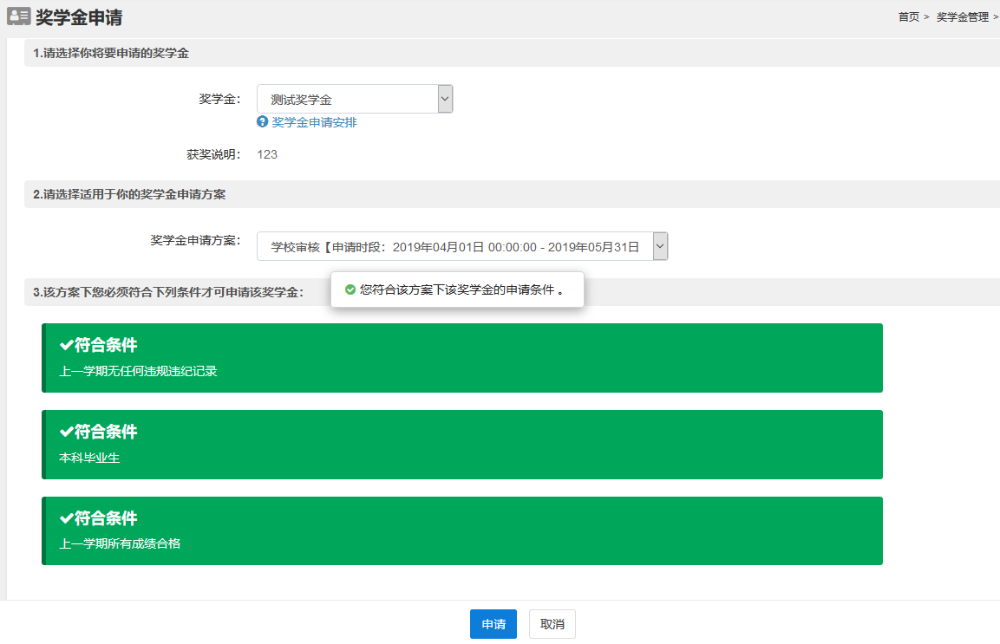 奖学金申请
首页 > 奖学金管理 >
1.请选择你将要申请的奖学金
奖学金：
测试奖学金
奖学金申请安排
获奖说明：
123
2.请选择适用于你的奖学金申请方案
奖学金申请方案：
学校审核【申请时段：2019年04月01日 00:00:00 - 2019年05月31日
3.该方案下您必须符合下列条件才可申请该奖学金：
您符合该方案下该奖学金的申请条件 。
符合条件
上一学期无任何违规违纪记录
符合条件
本科毕业生
符合条件
上一学期所有成绩合格
申请
取消